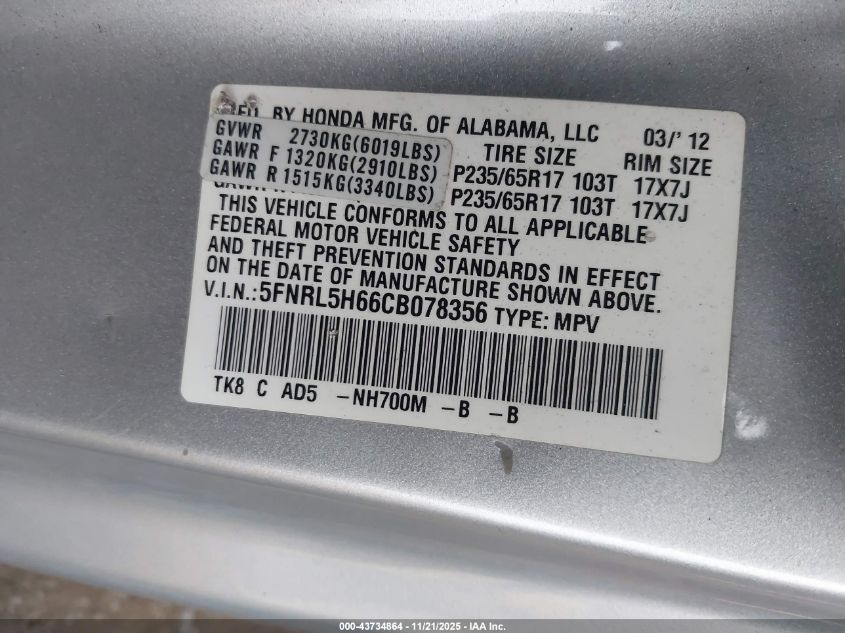 MFD. BY HONDA MFG. OF ALABAMA, LLC 03/' 12
GVWR 2730KG(6019LBS) TIRE SIZE RIM SIZE
GAWR F 1320KG(2910LBS) P235/65R17 103T 17X7J
GAWR R 1515KG(3340LBS) P235/65R17 103T 17X7J
THIS VEHICLE CONFORMS TO ALL APPLICABLE
FEDERAL MOTOR VEHICLE SAFETY
AND THEFT PREVENTION STANDARDS IN EFFECT
ON THE DATE OF MANUFACTURE SHOWN ABOVE.
V.I.N.:5FNRL5H66CB078356 TYPE: MPV
TK8 C AD5 -NH700M -B -B
000-43734864 - 11/21/2025 - IAA Inc.